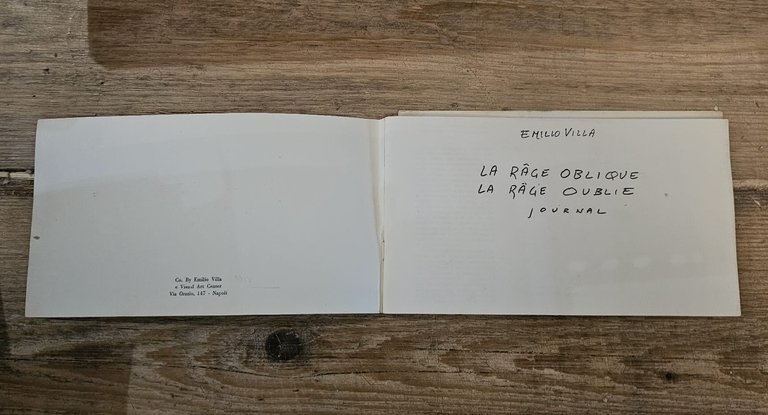 Co. By Emilio Villa
e Visual Art Center
Via Orazio, 147 - Napoli
EMILIO VILLA
LA RÂGE OBLIQUE
LA RÂGE OUBLIE
JOURNAL